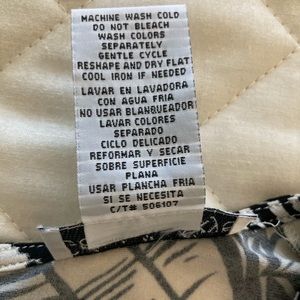 MACHINE WASH COLD
DO NOT BLEACH
WASH COLORS
SEPARATELY
GENTLE CYCLE
RESHAPE AND DRY FLAT
COOL IRON IF NEEDED
LAVAR EN LAVADORA
CON AGUA FRIA
NO USAR BLANQUEADOR
LAVAR COLORES
SEPARADO
CICLO DELICADO
REFORMAR Y SECAR
SOBRE SUPERFICIE
PLANA
USAR PLANCHA FRIA
SI SE NECESITA
C/T# 506107